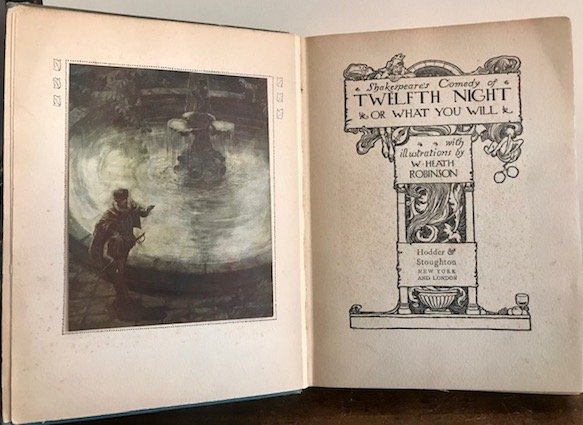 Shakespeare's Comedy of
TWELFTH NIGHT
OR WHAT YOU WILL
with
illustrations by
W·HEATH
ROBINSON
Hodder &
Stoughton
NEW YORK
AND LONDON